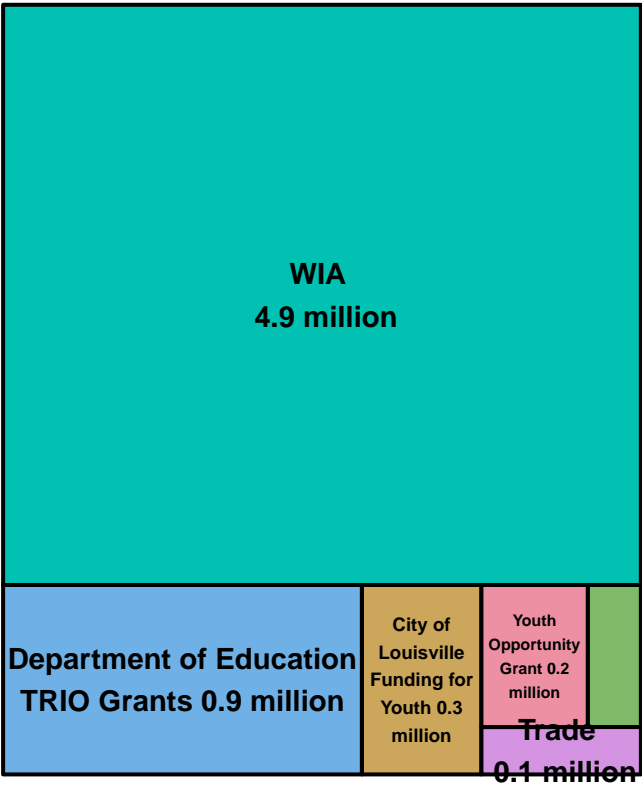 WIA
4.9 million
Department of Education
TRIO Grants 0.9 million
City of
Louisville
Funding for
Youth 0.3
million
Youth
Opportunity
Grant 0.2
million
Trade
0.1 million